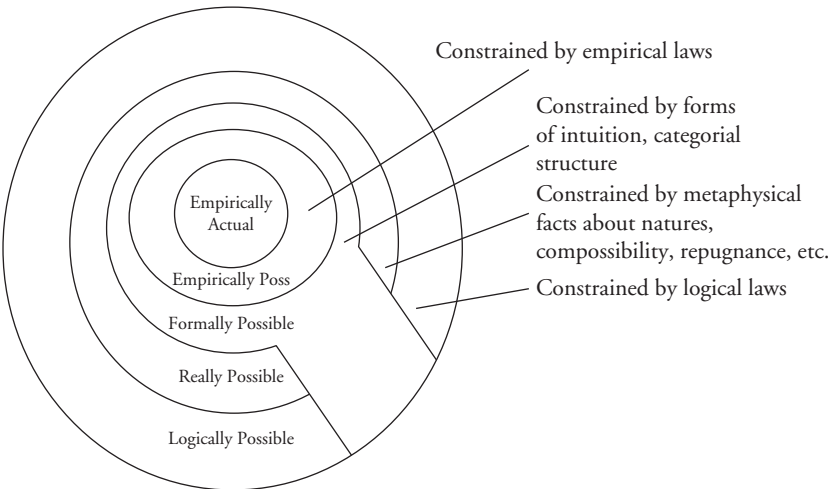 Constrained by empirical laws
Constrained by forms
of intuition, categorial
structure
Constrained by metaphysical
facts about natures,
compossibility, repugnance, etc.
Constrained by logical laws
Empirically
Actual
Empirically Poss
Formally Possible
Really Possible
Logically Possible